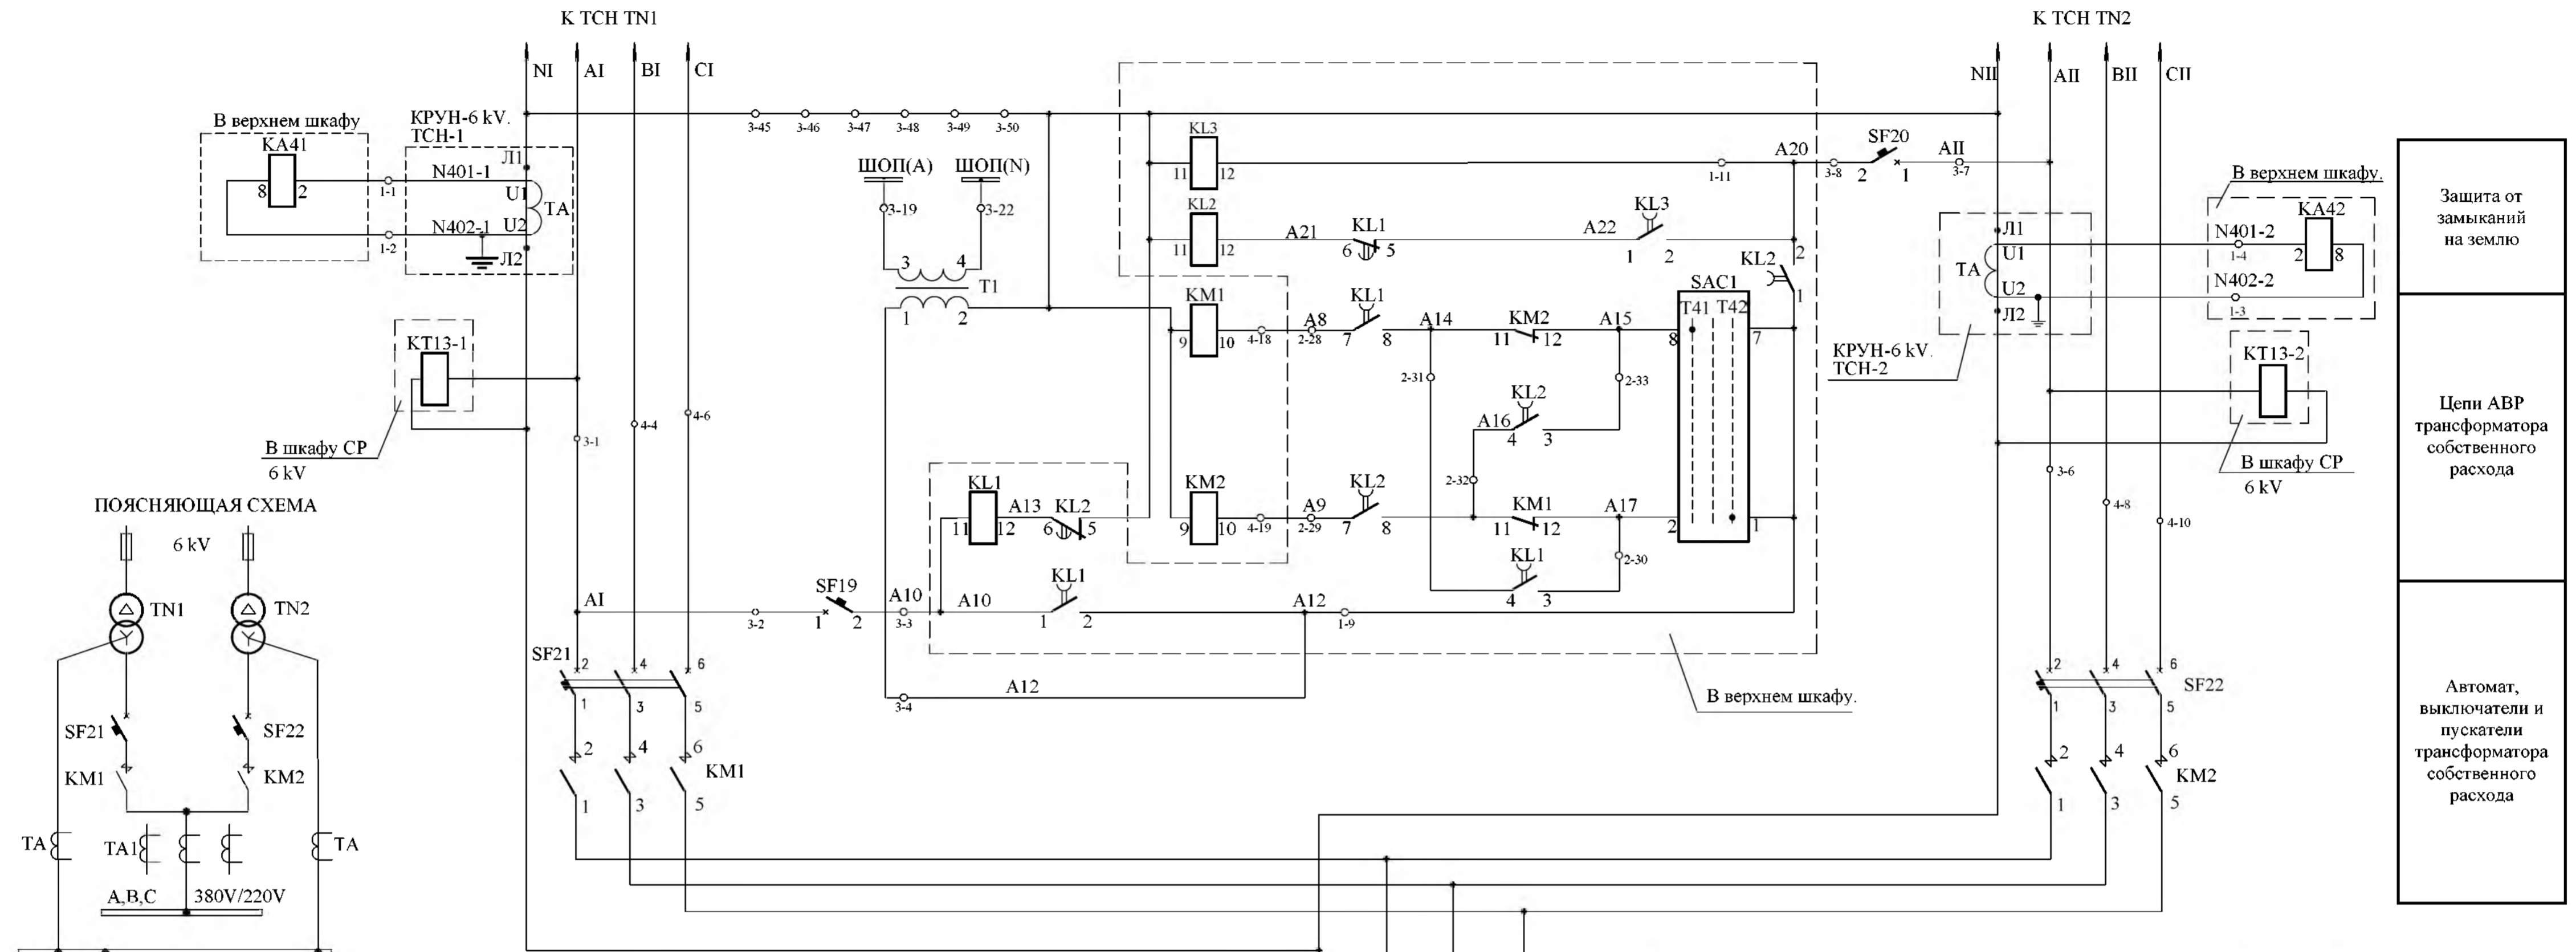 К ТСН TN1
К ТСН TN2
NI
AI
BI
CI
NII
AII
BII
CII
В верхнем шкафу
KA41
8
2
1-1
1-2
КРУН-6 kV.
ТСН-1
Л1
N401-1
U1
TA
N402-1
U2
Л2
3-45
3-46
3-47
3-48
3-49
3-50
ШОП(А)
ШОП(N)
3-19
3-22
3
4
T1
1
2
KL3
11
12
1-11
A20
3-8
SF20
2
1
AII
3-7
KL2
11
12
A21
KL1
6
5
A22
KL3
1
2
KL2
2
1
SAC1
T41
T42
8
7
2
1
KM1
9
10
4-18
A8
2-28
KL1
7
8
A14
KM2
11
12
A15
2-31
2-33
KL2
A16
4
3
2-32
KM2
9
10
4-19
A9
2-29
KL2
7
8
KM1
11
12
A17
2-30
KL1
4
3
KL1
11
12
A13
KL2
6
5
AI
3-2
SF19
1
2
A10
3-3
A10
KL1
1
2
A12
1-9
A12
3-4
В верхнем шкафу.
KT13-1
В шкафу СР
6 kV
3-1
4-4
4-6
SF21
2
4
6
1
3
5
2
4
6
KM1
1
3
5
ПОЯСНЯЮЩАЯ СХЕМА
6 kV
TN1
TN2
SF21
SF22
KM1
KM2
TA
TA1
TA
A,B,C
380V/220V
Л1
U1
TA
U2
Л2
КРУН-6 kV.
ТСН-2
В верхнем шкафу.
KA42
N401-2
1-4
2
8
N402-2
1-3
KT13-2
В шкафу СР
6 kV
3-6
4-8
4-10
2
4
6
SF22
1
3
5
2
4
6
KM2
1
3
5
Защита от
замыканий
на землю
Цепи АВР
трансформатора
собственного
расхода
Автомат,
выключатели и
пускатели
трансформатора
собственного
расхода